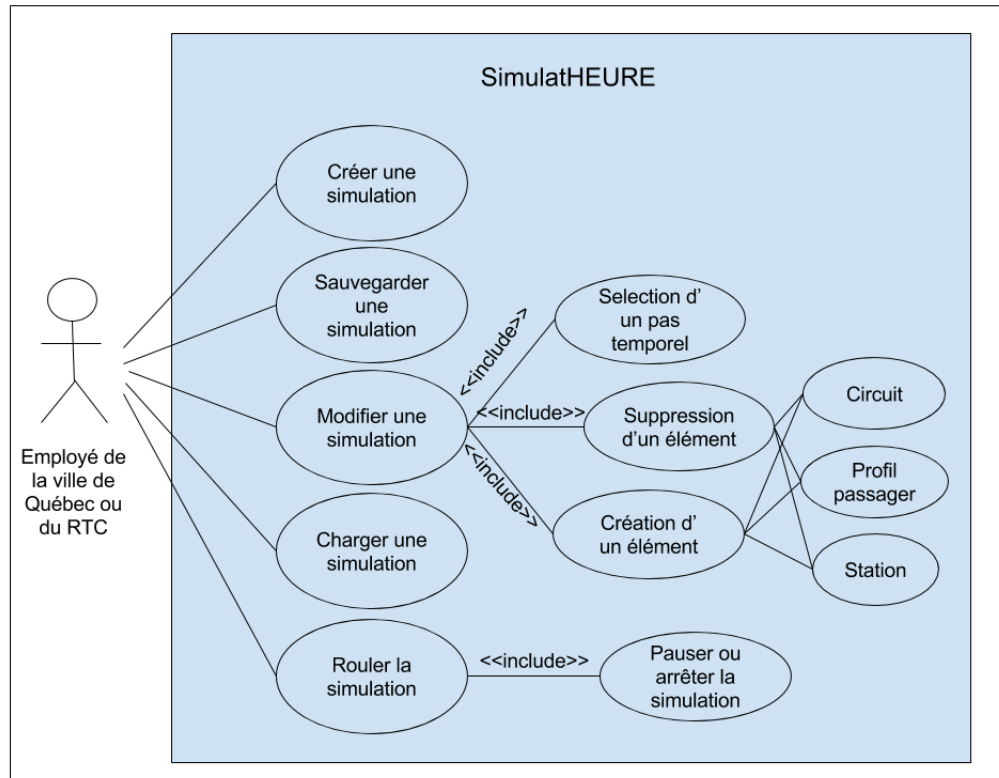 SimulatHEURE
Créer une
simulation
Sauvegarder
une
simulation
Selection d'
un pas
temporel
<<include>>
Modifier une
simulation
<<include>>
Suppression
d'un élément
Circuit
<<include>>
Profil
passager
Employé de
la ville de
Québec ou
du RTC
Création d'
un élément
Charger une
simulation
Station
Rouler la
simulation
<<include>>
Pauser ou
arrêter la
simulation